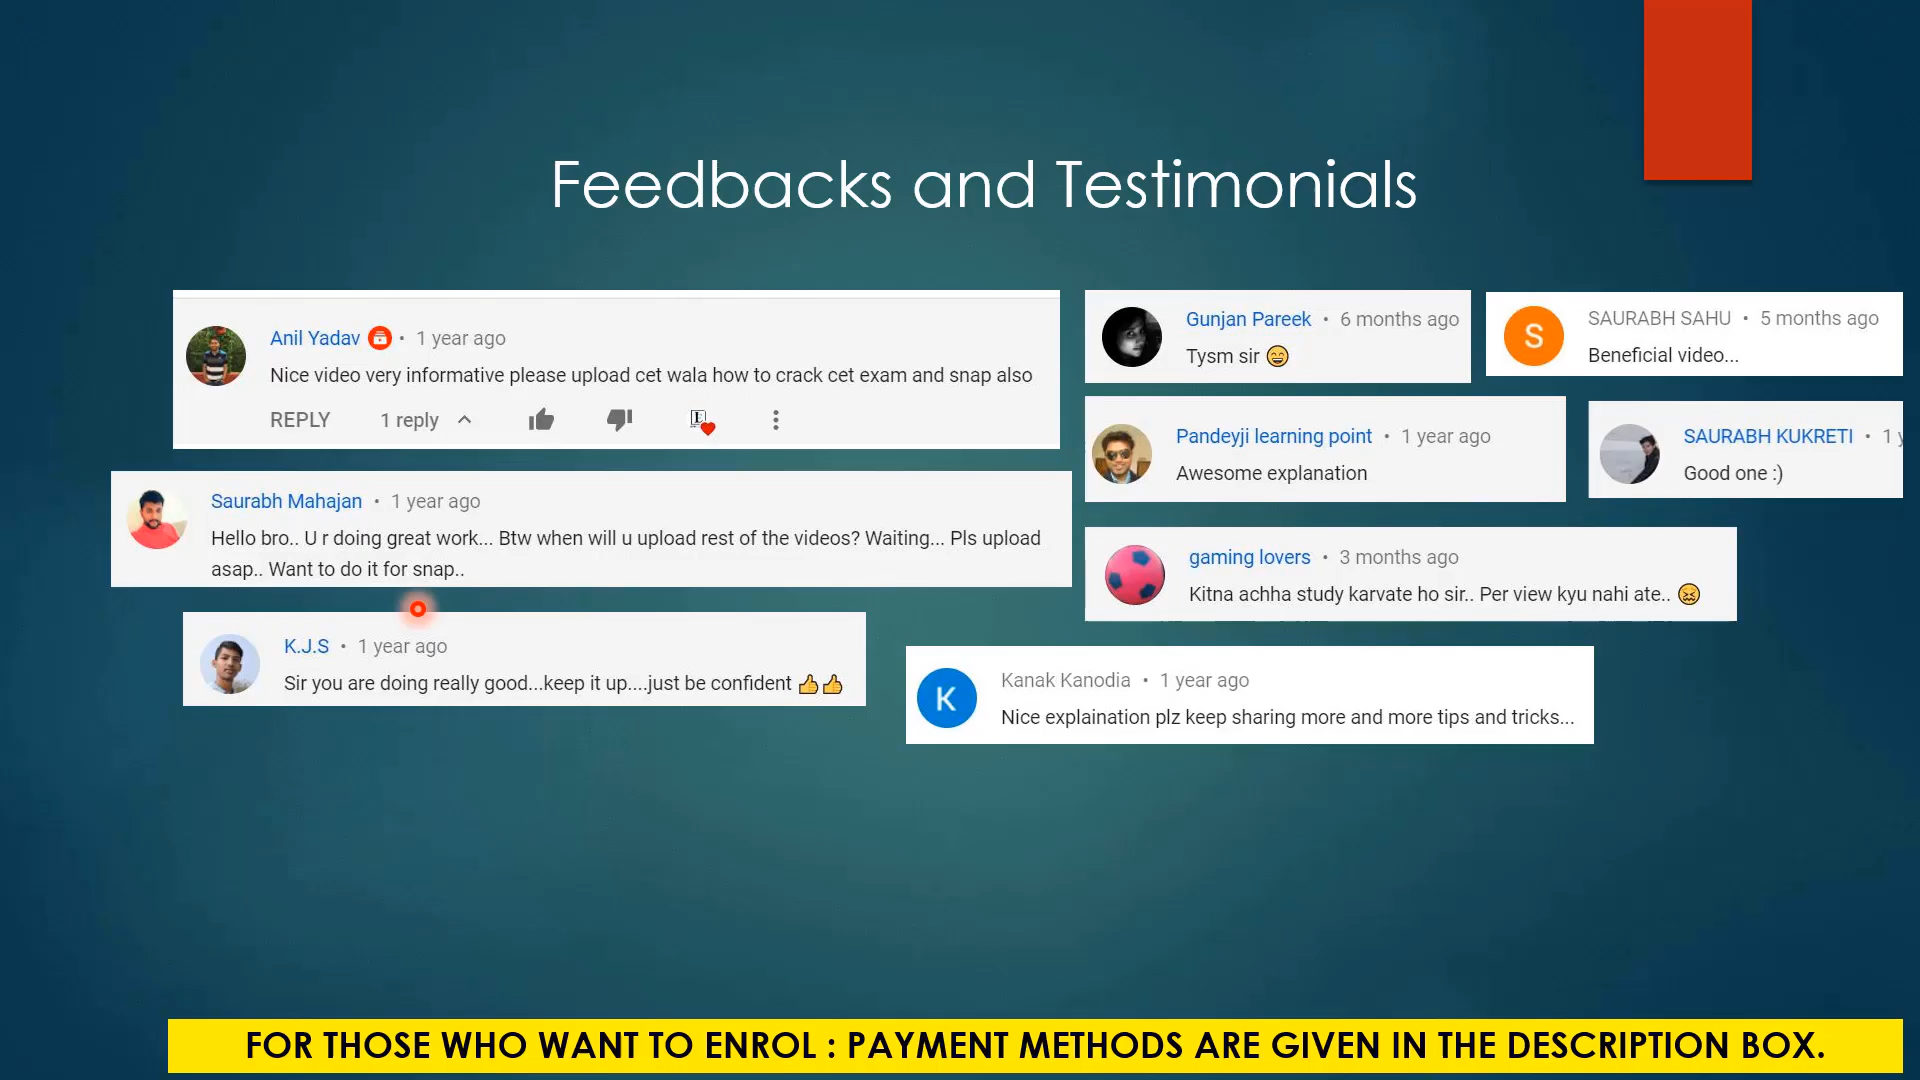 Feedbacks and Testimonials
Anil Yadav • 1 year ago
Nice video very informative please upload cet wala how to crack cet exam and snap also
REPLY 1 reply
Saurabh Mahajan • 1 year ago
Hello bro.. U r doing great work... Btw when will u upload rest of the videos? Waiting... Pls upload
asap.. Want to do it for snap..
K.J.S • 1 year ago
Sir you are doing really good...keep it up....just be confident 👍👍
Gunjan Pareek • 6 months ago
Tysm sir 😄
S
SAURABH SAHU • 5 months ago
Beneficial video...
Pandeyji learning point • 1 year ago
Awesome explanation
SAURABH KUKRETI • 1 y
Good one :)
gaming lovers • 3 months ago
Kitna achha study karvate ho sir.. Per view kyu nahi ate.. 😖
K
Kanak Kanodia • 1 year ago
Nice explaination plz keep sharing more and more tips and tricks...
FOR THOSE WHO WANT TO ENROL : PAYMENT METHODS ARE GIVEN IN THE DESCRIPTION BOX.